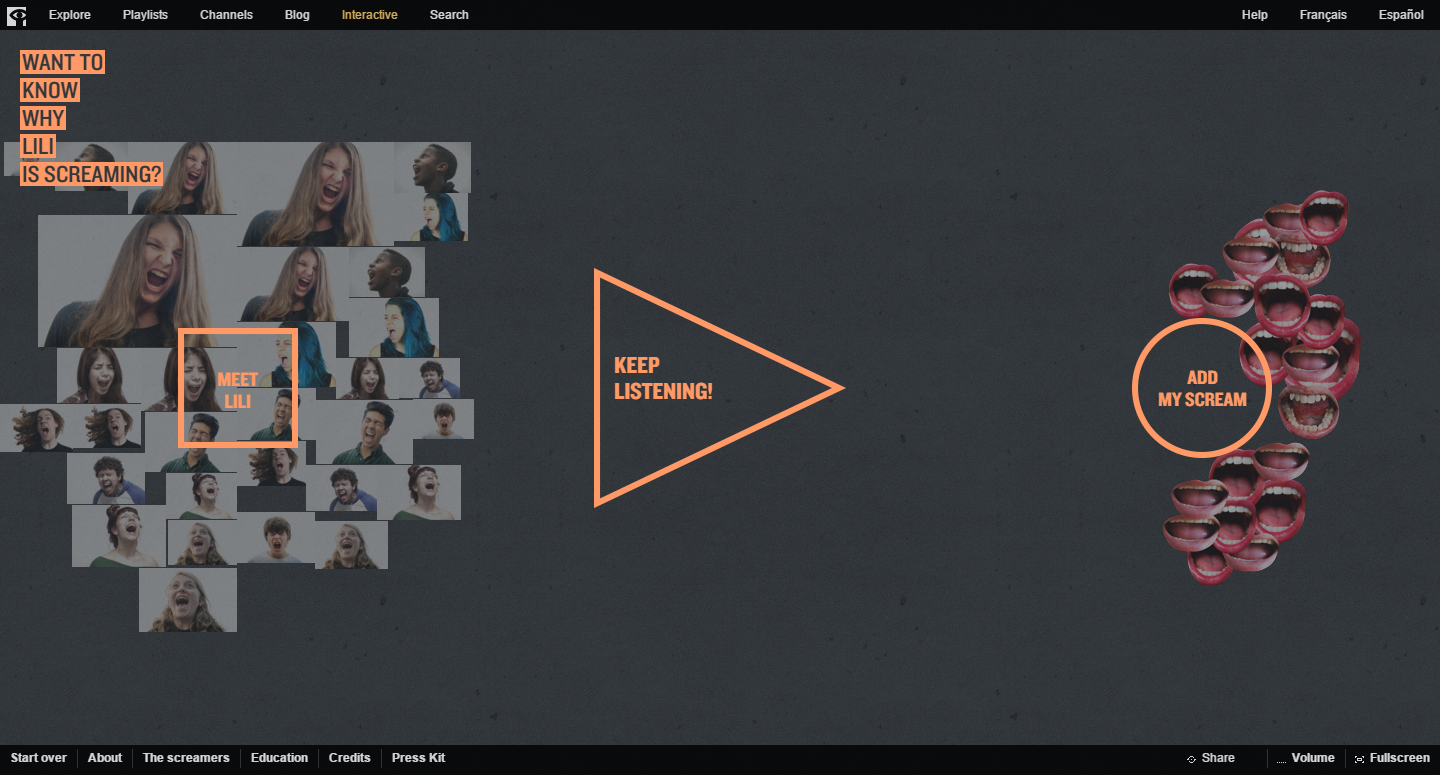 Explore Playlists Channels Blog Interactive Search Help Français Español
WANT TO
KNOW
WHY
LILI
IS SCREAMING?
MEET
LILI
KEEP
LISTENING!
ADD
MY SCREAM
Start over About The screamers Education Credits Press Kit Share Volume Fullscreen